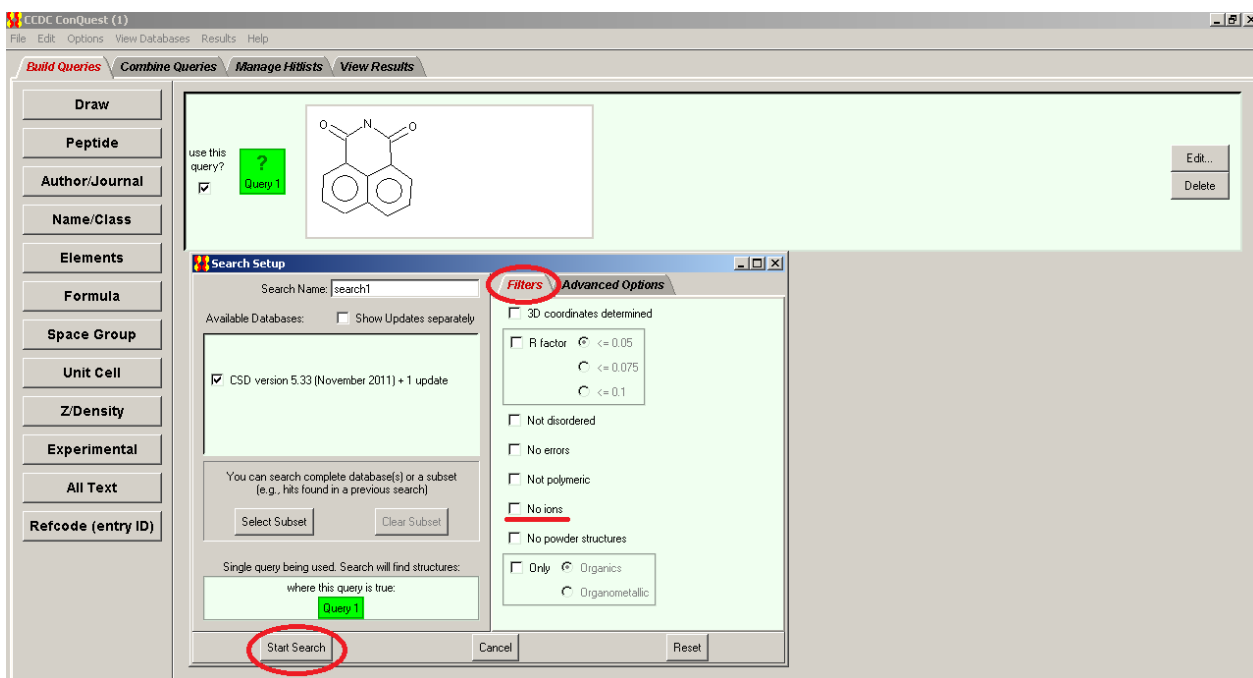 CCDC ConQuest (1)
File Edit Options View Databases Results Help
Build Queries Combine Queries Manage Hitlists View Results
Draw
Peptide
Author/Journal
Name/Class
Elements
Formula
Space Group
Unit Cell
Z/Density
Experimental
All Text
Refcode (entry ID)
use this
query?
?
Query 1
O N O
Edit...
Delete
Search Setup
Search Name: search1
Available Databases: Show Updates separately
CSD version 5.33 (November 2011) + 1 update
You can search complete database(s) or a subset
(e.g., hits found in a previous search)
Select Subset Clear Subset
Single query being used. Search will find structures:
where this query is true:
Query 1
Filters Advanced Options
3D coordinates determined
R factor <= 0.05
<= 0.075
<= 0.1
Not disordered
No errors
Not polymeric
No ions
No powder structures
Only Organics
Organometallic
Start Search Cancel Reset